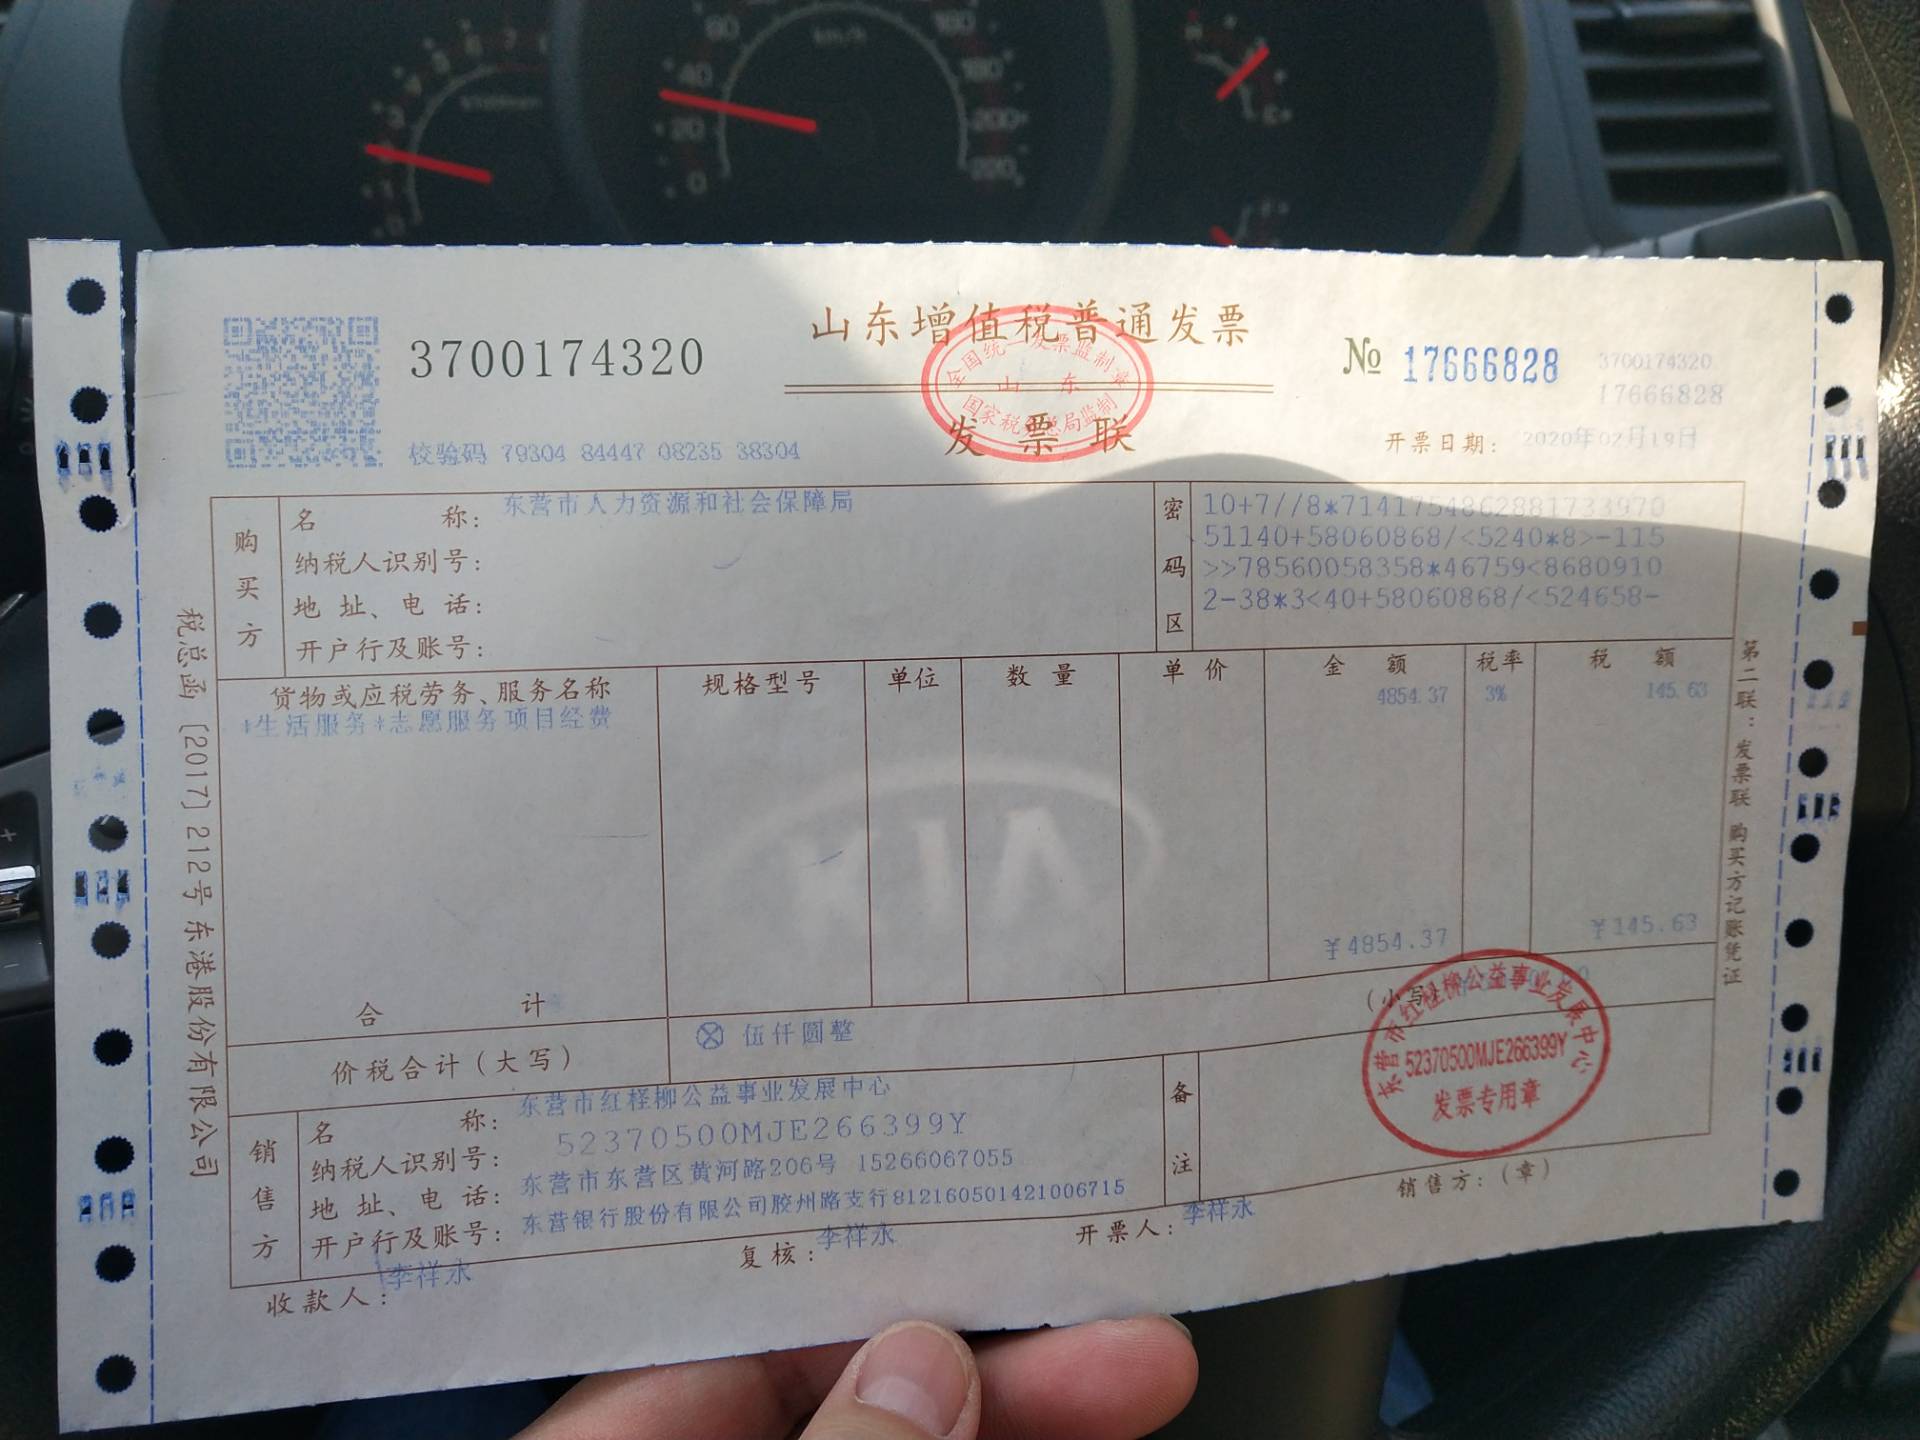 山东增值税普通发票
3700174320
No 17666828
3700174320
17666828
全国统一发票监制章
山东
国家税务总局监制
发票联
校验码 79304 84447 08235 38304
开票日期: 2020年02月19日
购买方
名称: 东营市人力资源和社会保障局
纳税人识别号:
地址、电话:
开户行及账号:
密码区
10+7//8*71417548628817339​70
51140+58060868/<5240*8>-115
>>78560058358*46759<8680910
2-38*3<40+58060868/<524658-
货物或应税劳务、服务名称 规格型号 单位 数量 单价 金额 税率 税额
*生活服务*志愿服务项目经费 4854.37 3% 145.63
合计 ¥4854.37 ¥145.63
价税合计(大写) ⊗ 伍仟圆整 (小写)
销售方
名称: 东营市红柽柳公益事业发展中心
纳税人识别号: 52370500MJE266399Y
地址、电话: 东营市东营区黄河路206号 15266067055
开户行及账号: 东营银行股份有限公司胶州路支行812160501421006715
备注
东营市红柽柳公益事业发展中心
52370500MJE266399Y
发票专用章
收款人: 李祥永 复核: 李祥永 开票人: 李祥永 销售方:(章)
税总函〔2017〕212号 东港股份有限公司
第二联:发票联 购买方记账凭证
KIA
km/h
0
20
40
60
160
180
200
220